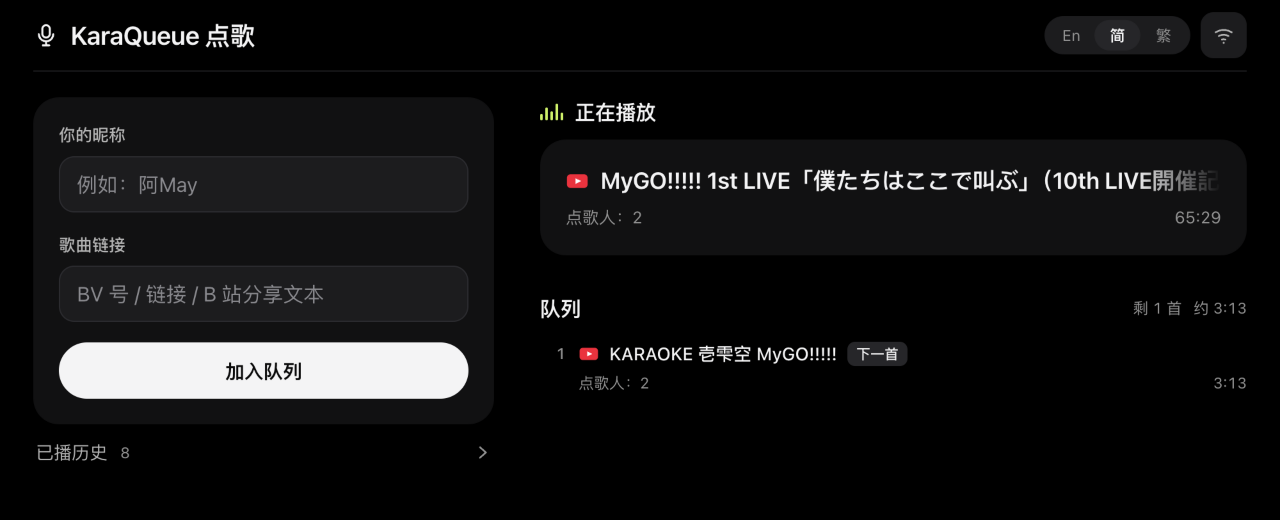 KaraQueue 点歌
En 简 繁
你的昵称
例如：阿May
歌曲链接
BV 号 / 链接 / B 站分享文本
加入队列
已播历史 8
正在播放
MyGO!!!!! 1st LIVE「僕たちはここで叫ぶ」（10th LIVE開催記
点歌人：2
65:29
队列
剩 1 首 约 3:13
1 KARAOKE 壱雫空 MyGO!!!!! 下一首
点歌人：2
3:13